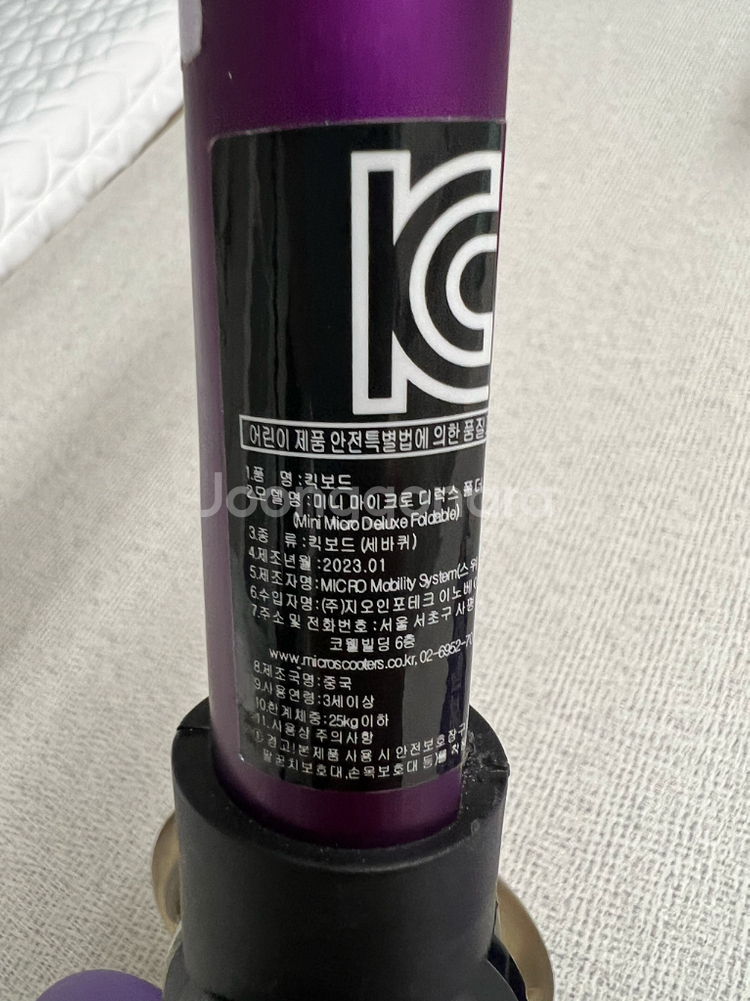 KC
어린이 제품 안전특별법에 의한 품질
1.품 명:킥보드
2.모델명:미니 마이크로 디럭스 폴더
(Mini Micro Deluxe Foldable)
3.종 류:킥보드 (세바퀴)
4.제조년월:2023.01
5.제조자명:MICRO Mobility System(스위
6.수입자명:(주)지오인포테크 이노베이
7.주소 및 전화번호:서울 서초구 사평
코웰빌딩 6층
www.microscooters.co.kr, 02-6952-70
8.제조국명:중국
9.사용연령:3세이상
10.한계체중:25kg이하
11.사용상 주의사항
① 경고!본제품 사용 시 안전보호장구
팔꿈치보호대,손목보호대 등)를 착
Joonggonara